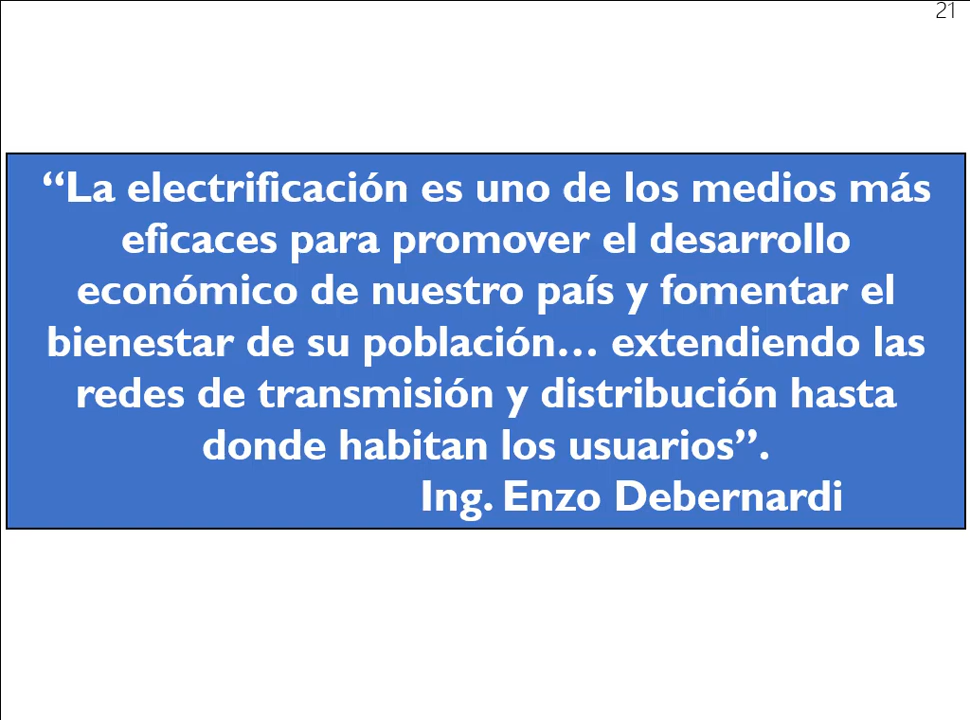 21
“La electrificación es uno de los medios más
eficaces para promover el desarrollo
económico de nuestro país y fomentar el
bienestar de su población… extendiendo las
redes de transmisión y distribución hasta
donde habitan los usuarios”.
Ing. Enzo Debernardi